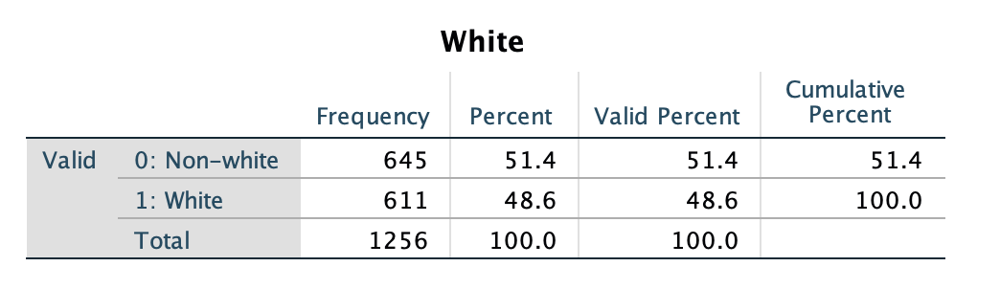 White
Frequency Percent Valid Percent Cumulative Percent
Valid 0: Non-white 645 51.4 51.4 51.4
1: White 611 48.6 48.6 100.0
Total 1256 100.0 100.0